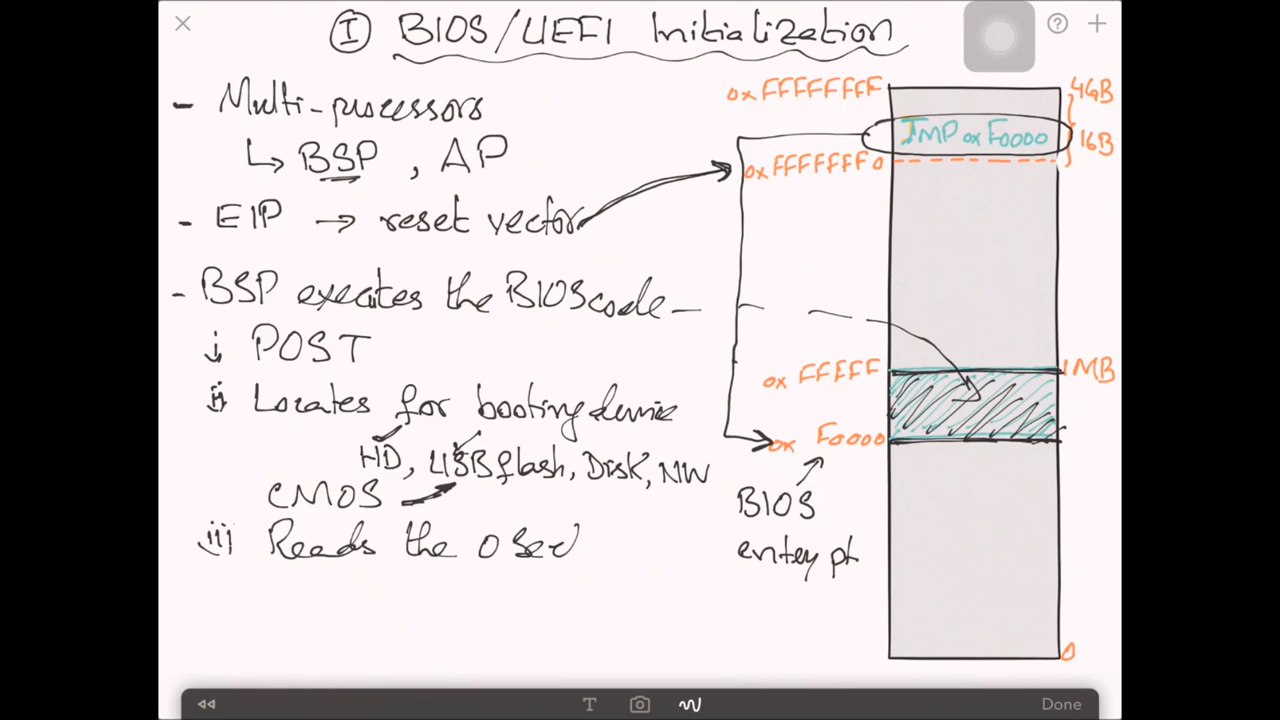 I BIOS/UEFI Initialization
- Multi-processors
↳ BSP, AP
- EIP → reset vector
- BSP executes the BIOS code -
i POST
ii Locates for booting device
HD, USB flash, Disk, NW
CMOS
iii Reads the 0 Sec
0xFFFFFFFF
4GB
JMP 0xF0000
16B
0xFFFFFFF0
0xFFFFF
1MB
0xF0000
BIOS
entry pt
0
T
Done